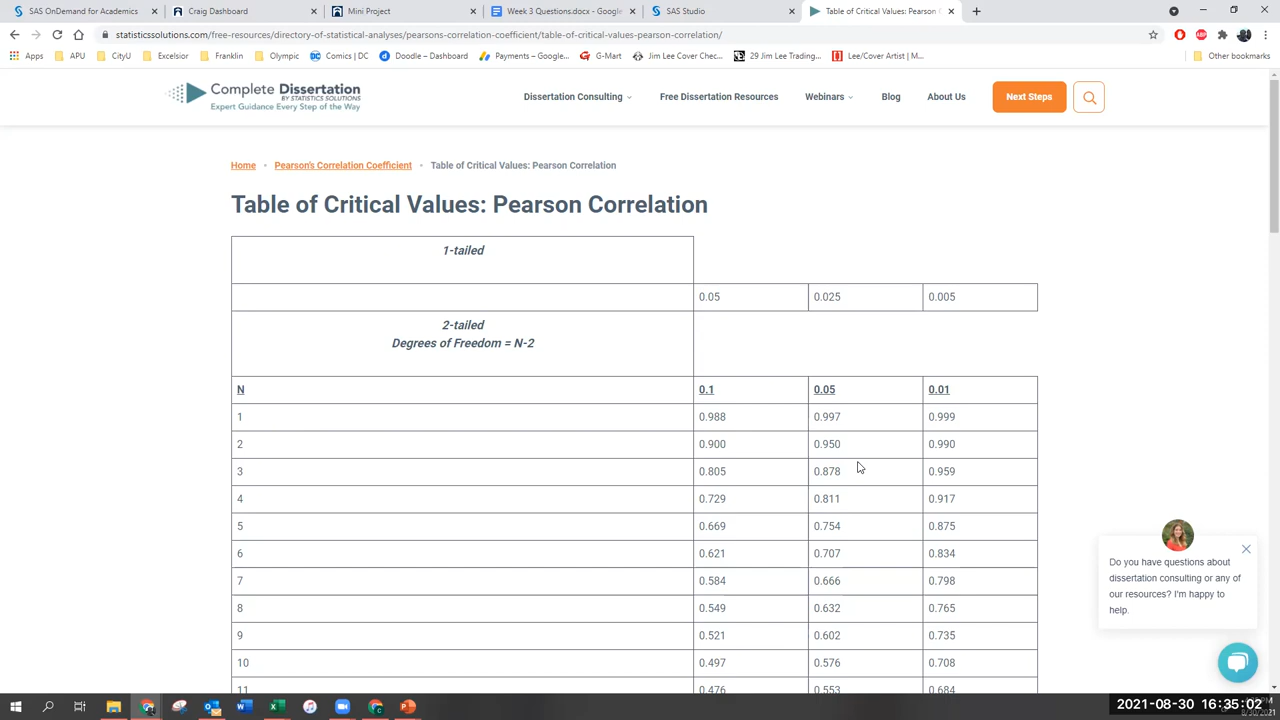 SAS OnDemand for Academics
Craig Dashboard
Mini Project
Week 3 Questions.docx - Google
SAS Studio
Table of Critical Values: Pearson C
statisticssolutions.com/free-resources/directory-of-statistical-analyses/pearsons-correlation-coefficient/table-of-critical-values-pearson-correlation/
Apps APU CityU Excelsior Franklin Olympic Comics | DC Doodle – Dashboard Payments – Google... G-Mart Jim Lee Cover Chec... 29 Jim Lee Trading... Lee/Cover Artist | M... Other bookmarks
Complete Dissertation
BY STATISTICS SOLUTIONS
Expert Guidance Every Step of the Way
Dissertation Consulting Free Dissertation Resources Webinars Blog About Us Next Steps
Home • Pearson's Correlation Coefficient • Table of Critical Values: Pearson Correlation
Table of Critical Values: Pearson Correlation
1-tailed
0.05 0.025 0.005
2-tailed
Degrees of Freedom = N-2
N 0.1 0.05 0.01
1 0.988 0.997 0.999
2 0.900 0.950 0.990
3 0.805 0.878 0.959
4 0.729 0.811 0.917
5 0.669 0.754 0.875
6 0.621 0.707 0.834
7 0.584 0.666 0.798
8 0.549 0.632 0.765
9 0.521 0.602 0.735
10 0.497 0.576 0.708
11 0.476 0.553 0.684
Do you have questions about
dissertation consulting or any of
our resources? I'm happy to
help.
2021-08-30 16:35:02